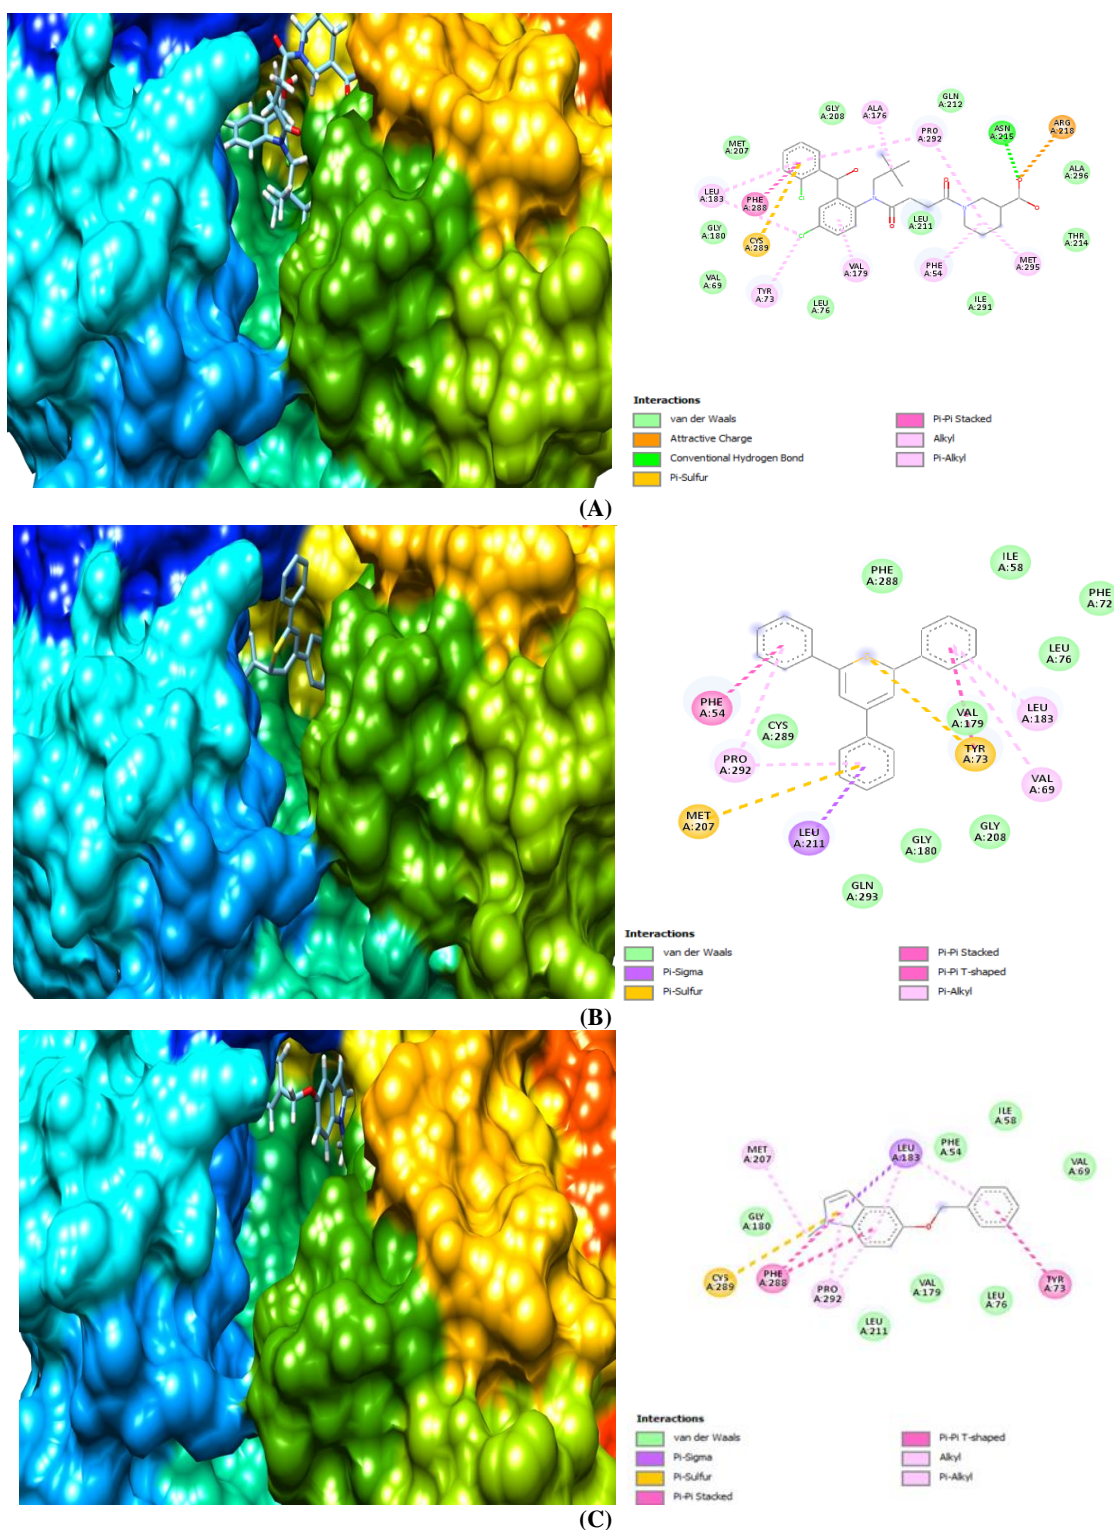 GLN
A:212
GLY
A:208
ALA
A:176
PRO
A:292
ASN
A:215
ARG
A:218
MET
A:207
ALA
A:296
LEU
A:183
PHE
A:288
LEU
A:211
GLY
A:180
CYS
A:289
THR
A:214
VAL
A:179
PHE
A:54
MET
A:295
VAL
A:69
TYR
A:73
LEU
A:76
ILE
A:291
Interactions
van der Waals
Attractive Charge
Conventional Hydrogen Bond
Pi-Sulfur
Pi-Pi Stacked
Alkyl
Pi-Alkyl
(A)
ILE
A:58
PHE
A:288
PHE
A:72
LEU
A:76
PHE
A:54
CYS
A:289
VAL
A:179
LEU
A:183
TYR
A:73
PRO
A:292
VAL
A:69
MET
A:207
LEU
A:211
GLY
A:180
GLY
A:208
GLN
A:293
Interactions
van der Waals
Pi-Sigma
Pi-Sulfur
Pi-Pi Stacked
Pi-Pi T-shaped
Pi-Alkyl
(B)
ILE
A:58
MET
A:207
LEU
A:183
PHE
A:54
VAL
A:69
GLY
A:180
CYS
A:289
PHE
A:288
PRO
A:292
VAL
A:179
LEU
A:76
TYR
A:73
LEU
A:211
Interactions
van der Waals
Pi-Sigma
Pi-Sulfur
Pi-Pi Stacked
Pi-Pi T-shaped
Alkyl
Pi-Alkyl
(C)